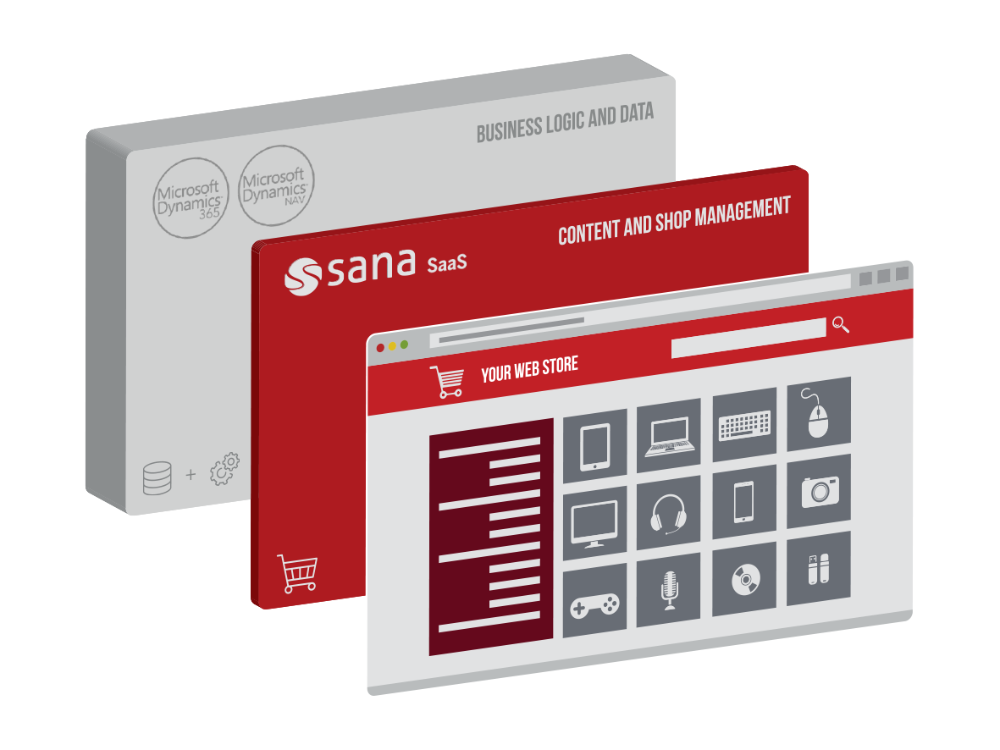 BUSINESS LOGIC AND DATA
Microsoft
Dynamics
365
Microsoft
Dynamics
NAV
CONTENT AND SHOP MANAGEMENT
sana SaaS
YOUR WEB STORE